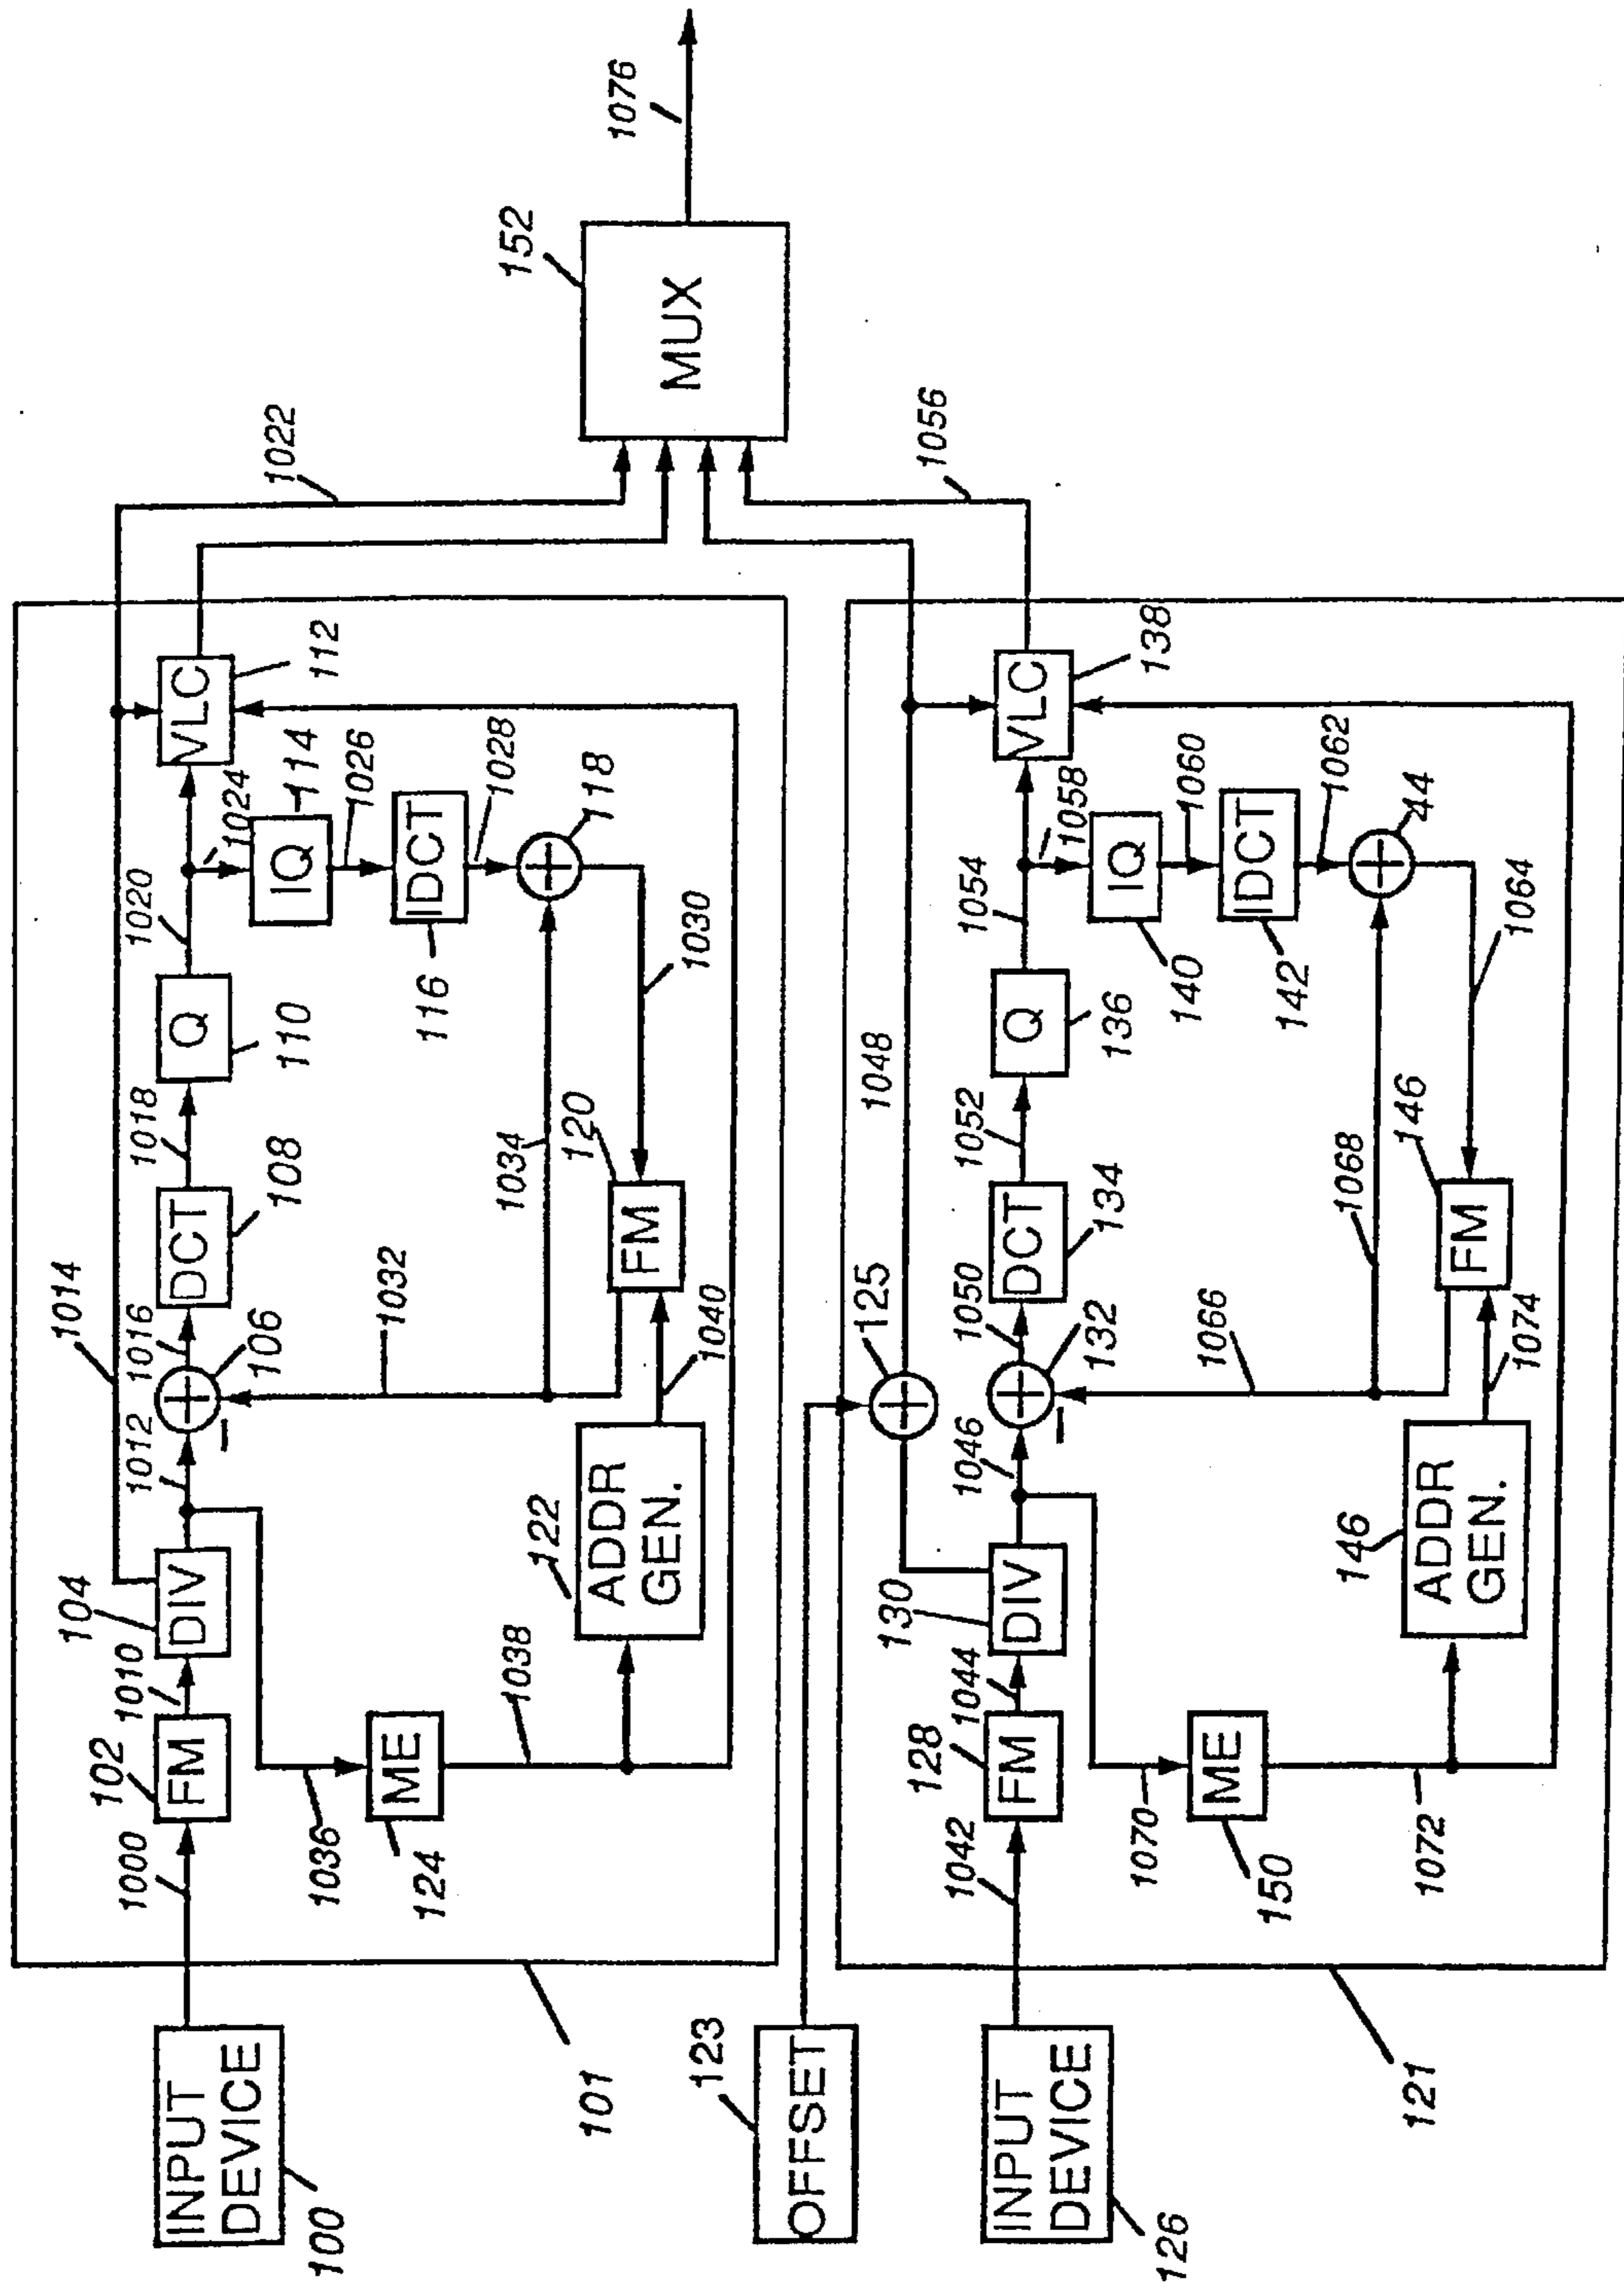 INPUT
DEVICE
100
101
1000
102
FM
1010
104
DIV
1014
1012
1016
106
DCT
108
1018
Q
110
1020
1024
VLC
112
1022
IQ
114
1026
IDCT
116
1028
118
1030
1034
120
FM
1032
1040
122
ADDR
GEN.
1038
1036
ME
124
152
MUX
1076
1056
123
OFFSET
125
1048
INPUT
DEVICE
126
121
1042
128
FM
1044
130
DIV
1046
132
1050
DCT
134
1052
Q
136
1054
1058
VLC
138
IQ
140
1060
IDCT
142
1062
44
1064
1068
146
FM
1066
1074
146
ADDR
GEN.
1070
ME
150
1072